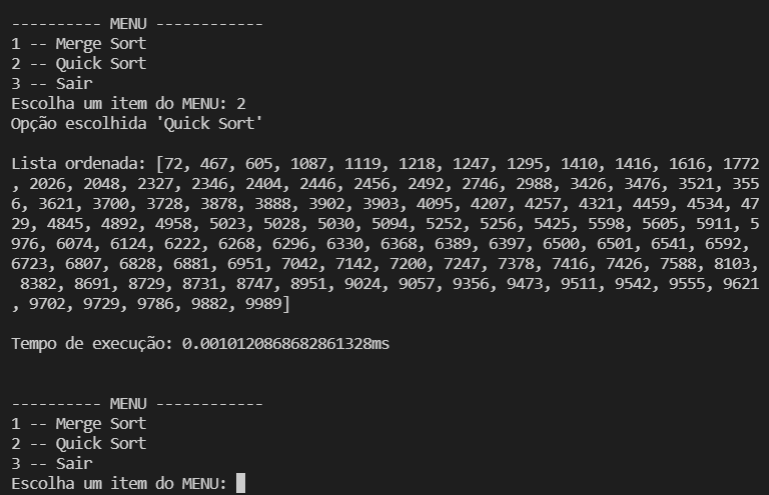 ---------- MENU ------------
1 -- Merge Sort
2 -- Quick Sort
3 -- Sair
Escolha um item do MENU: 2
Opção escolhida 'Quick Sort'
Lista ordenada: [72, 467, 605, 1087, 1119, 1218, 1247, 1295, 1410, 1416, 1616, 1772
, 2026, 2048, 2327, 2346, 2404, 2446, 2456, 2492, 2746, 2988, 3426, 3476, 3521, 355
6, 3621, 3700, 3728, 3878, 3888, 3902, 3903, 4095, 4207, 4257, 4321, 4459, 4534, 47
29, 4845, 4892, 4958, 5023, 5028, 5030, 5094, 5252, 5256, 5425, 5598, 5605, 5911, 5
976, 6074, 6124, 6222, 6268, 6296, 6330, 6368, 6389, 6397, 6500, 6501, 6541, 6592,
6723, 6807, 6828, 6881, 6951, 7042, 7142, 7200, 7247, 7378, 7416, 7426, 7588, 8103,
 8382, 8691, 8729, 8731, 8747, 8951, 9024, 9057, 9356, 9473, 9511, 9542, 9555, 9621
, 9702, 9729, 9786, 9882, 9989]
Tempo de execução: 0.0010120868682861328ms
---------- MENU ------------
1 -- Merge Sort
2 -- Quick Sort
3 -- Sair
Escolha um item do MENU: